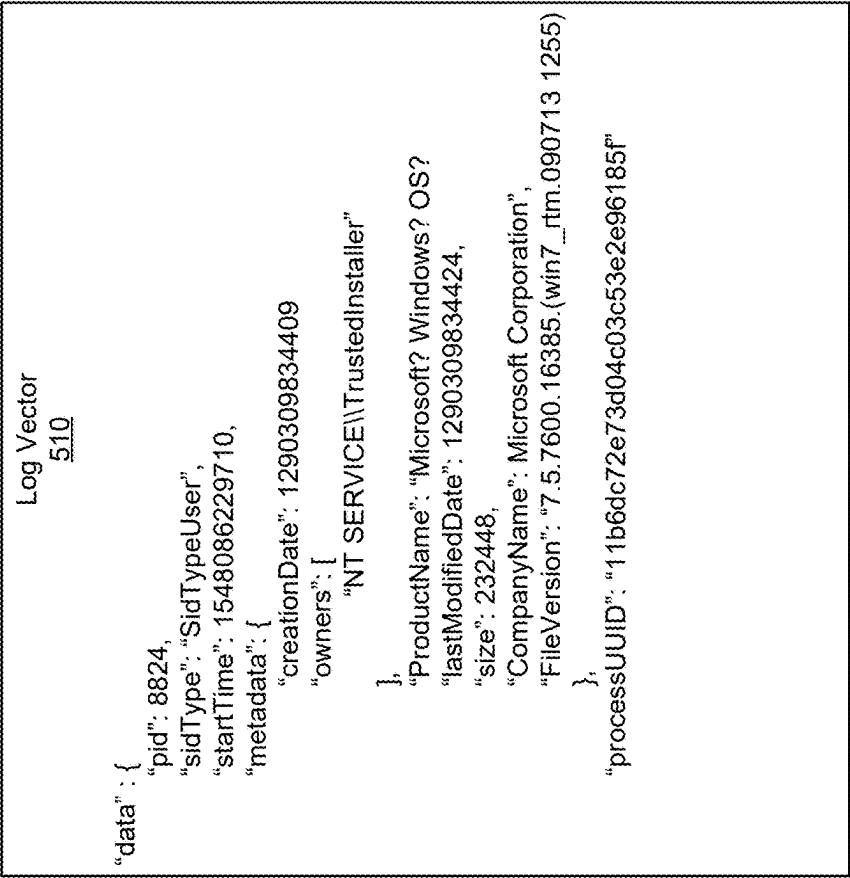 Log Vector
510
“data” : {
“pid”: 8824,
“sidType”: “SidTypeUser”,
“startTime”: 1548086229710,
“metadata”: {
“creationDate”: 1290309834409
“owners”: [
“NT SERVICE\\TrustedInstaller”
],
“ProductName”: “Microsoft? Windows? OS?
“lastModifiedDate”: 1290309834424,
“size”: 232448,
“CompanyName”: Microsoft Corporation”,
“FileVersion”: “7.5.7600.16385.(win7_rtm.090713 1255)
},
“processUUID”: “11b6dc72e73d04c03c53e2e96185f”